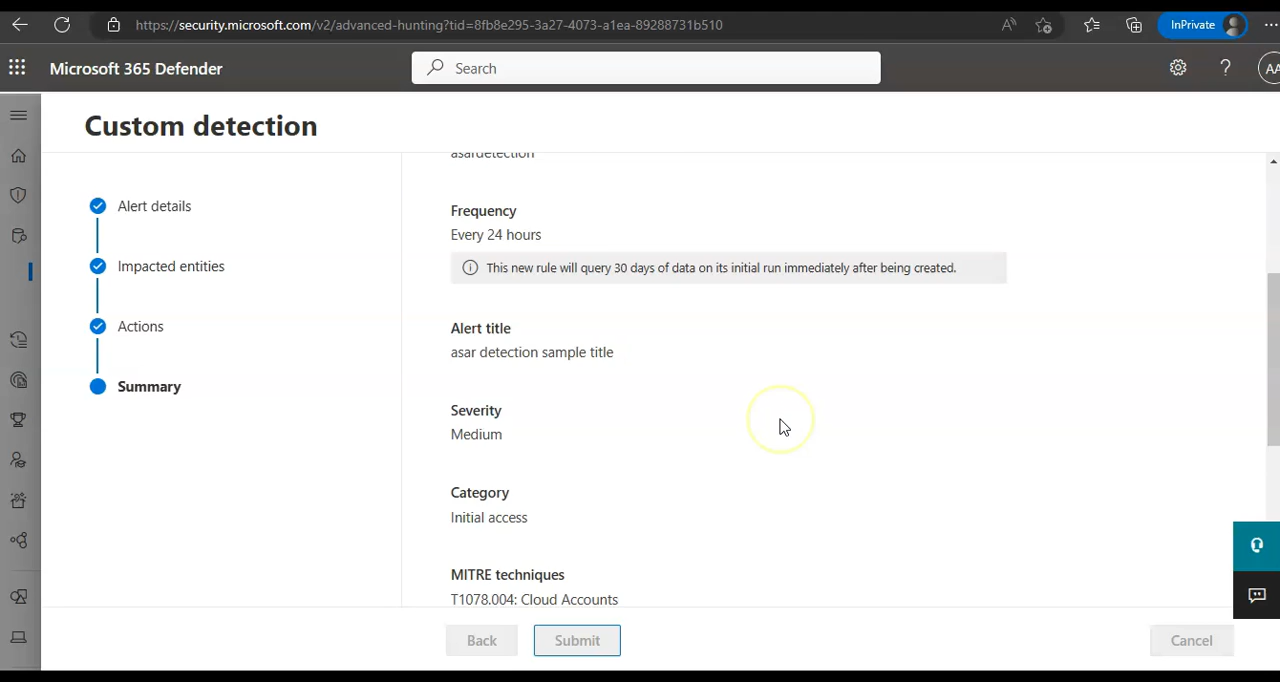 https://security.microsoft.com/v2/advanced-hunting?tid=8fb8e295-3a27-4073-a1ea-89288731b510
InPrivate
Microsoft 365 Defender
Search
?
AA
Custom detection
Alert details
Impacted entities
Actions
Summary
asardetection
Frequency
Every 24 hours
This new rule will query 30 days of data on its initial run immediately after being created.
Alert title
asar detection sample title
Severity
Medium
Category
Initial access
MITRE techniques
T1078.004: Cloud Accounts
Back
Submit
Cancel